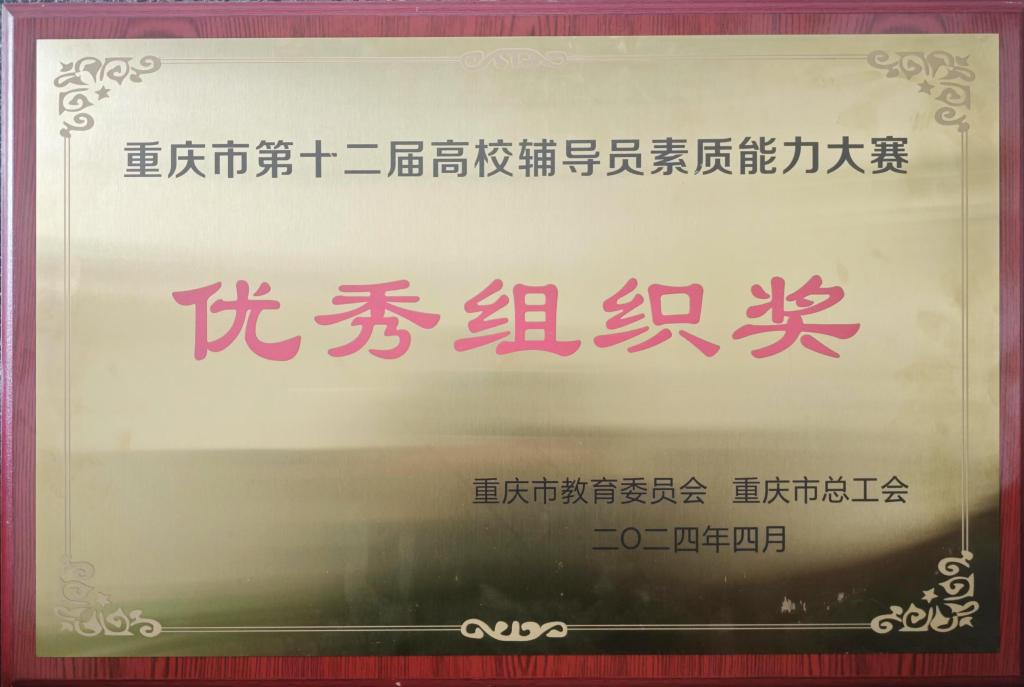 重庆市第十二届高校辅导员素质能力大赛
优秀组织奖
重庆市教育委员会 重庆市总工会
二〇二四年四月